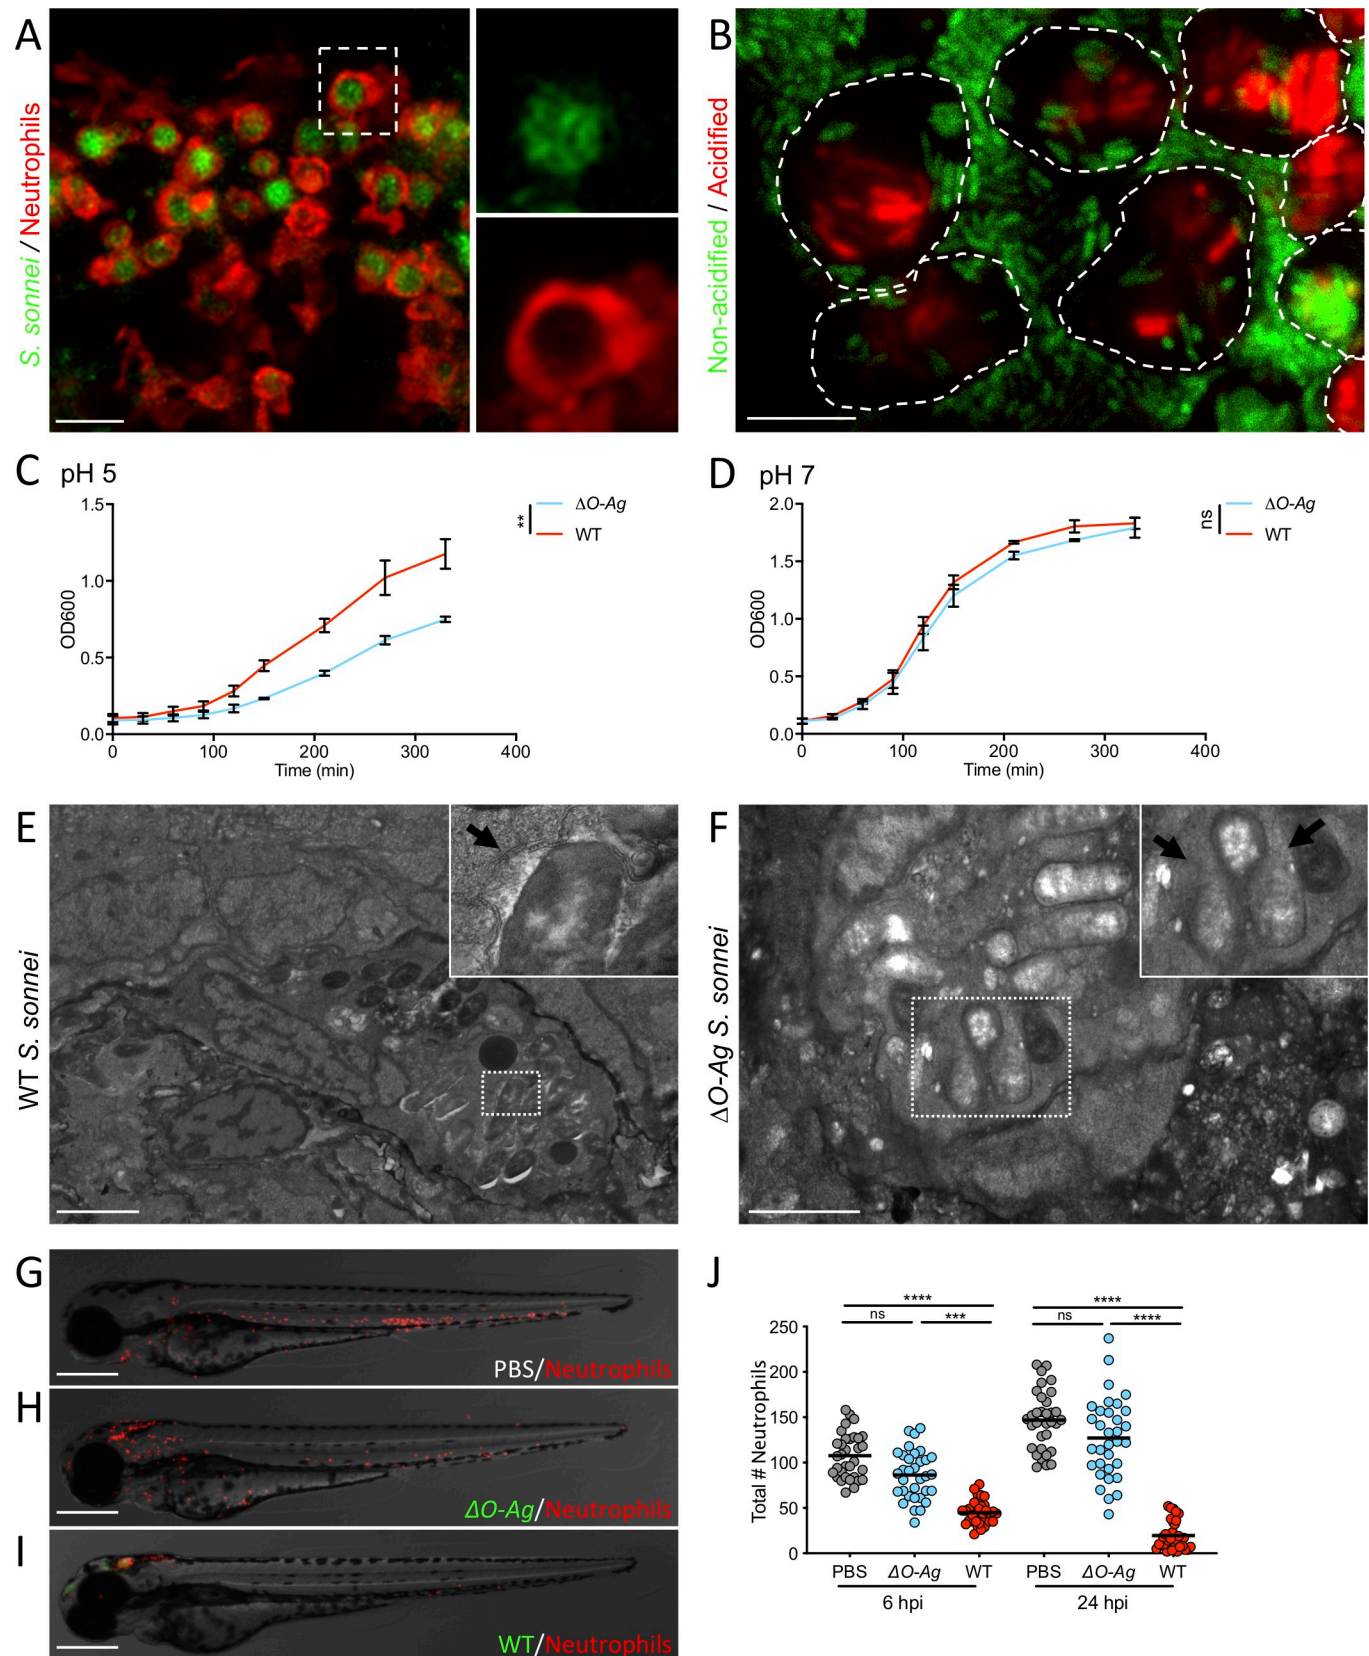 A
S. sonnei / Neutrophils
B
Non-acidified / Acidified
C
pH 5
1.5
1.0
0.5
0.0
OD600
0
100
200
300
400
Time (min)
**
ΔO-Ag
WT
D
pH 7
2.0
1.5
1.0
0.5
0.0
OD600
0
100
200
300
400
Time (min)
ns
ΔO-Ag
WT
E
WT S. sonnei
F
ΔO-Ag S. sonnei
G
PBS/Neutrophils
H
ΔO-Ag/Neutrophils
I
WT/Neutrophils
J
****
ns
***
****
ns
****
250
200
150
100
50
0
Total # Neutrophils
PBS
ΔO-Ag
WT
PBS
ΔO-Ag
WT
6 hpi
24 hpi